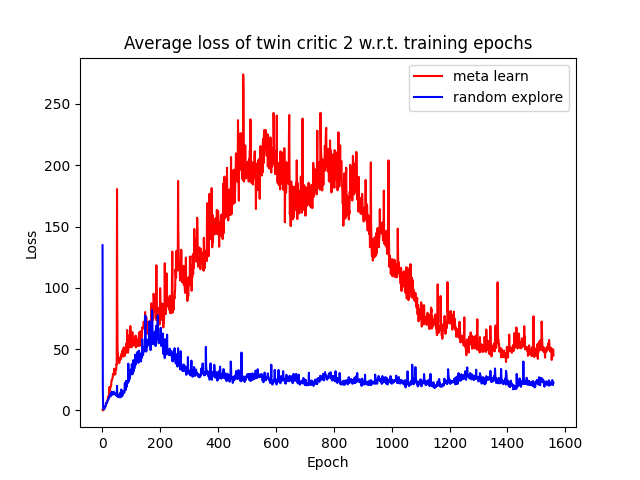 Average loss of twin critic 2 w.r.t. training epochs
meta learn
random explore
250
200
150
100
50
0
Loss
0 200 400 600 800 1000 1200 1400 1600
Epoch